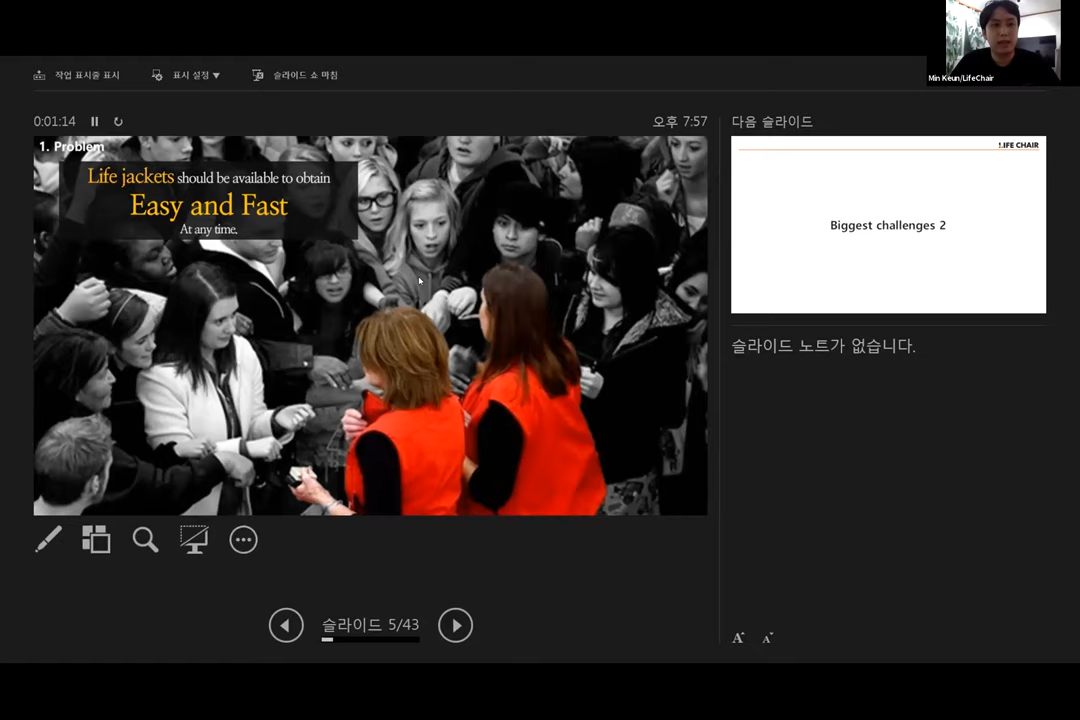 Min Keun/LifeChair
작업 표시줄 표시
표시 설정 ▼
슬라이드 쇼 마침
0:01:14
오후 7:57
다음 슬라이드
1. Problem
Life jackets should be available to obtain
Easy and Fast
At any time.
LIFE CHAIR
Biggest challenges 2
슬라이드 노트가 없습니다.
슬라이드 5/43
A A